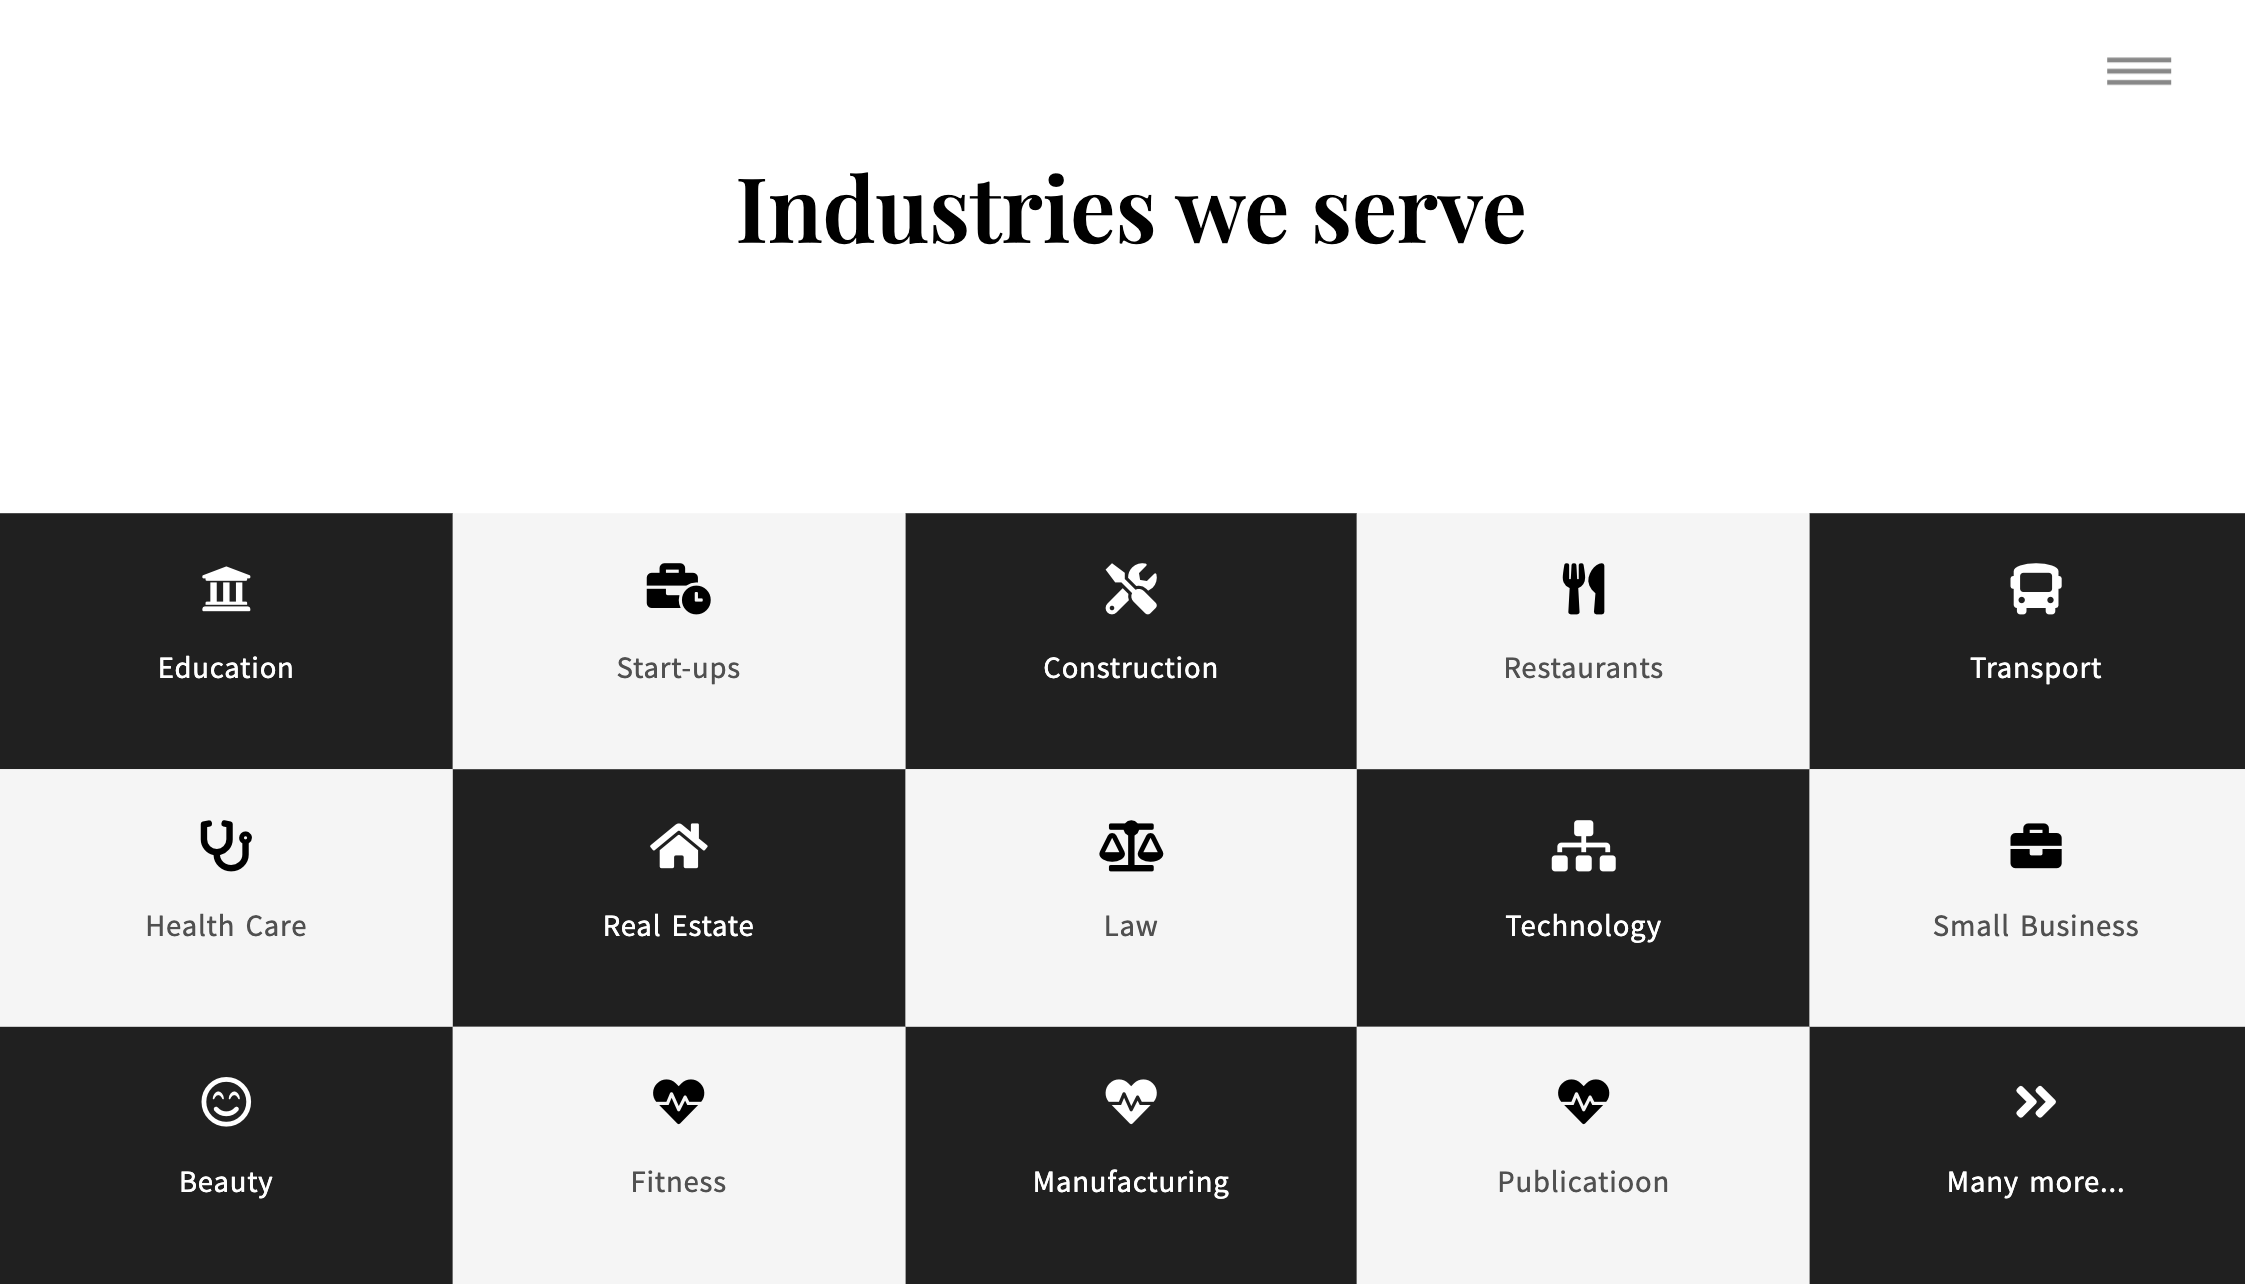 Industries we serve
Education
Start-ups
Construction
Restaurants
Transport
Health Care
Real Estate
Law
Technology
Small Business
Beauty
Fitness
Manufacturing
Publicatioon
Many more...